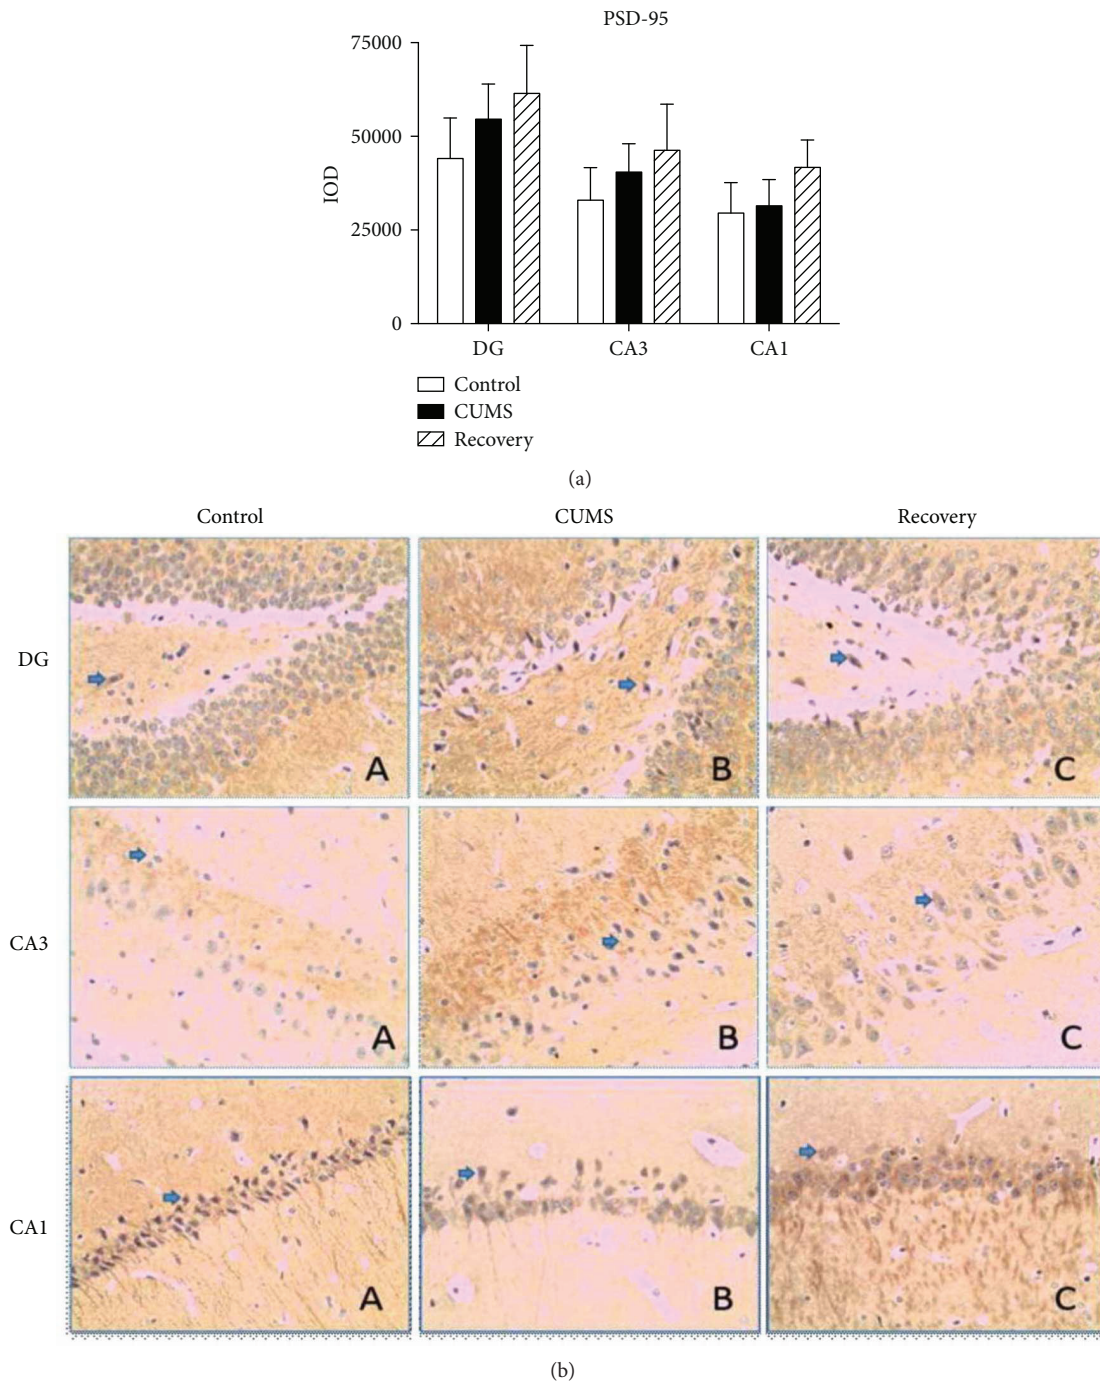 PSD-95
75000
50000
25000
0
IOD
DG CA3 CA1
Control
CUMS
Recovery
(a)
Control CUMS Recovery
DG
A B C
CA3
A B C
CA1
A B C
(b)